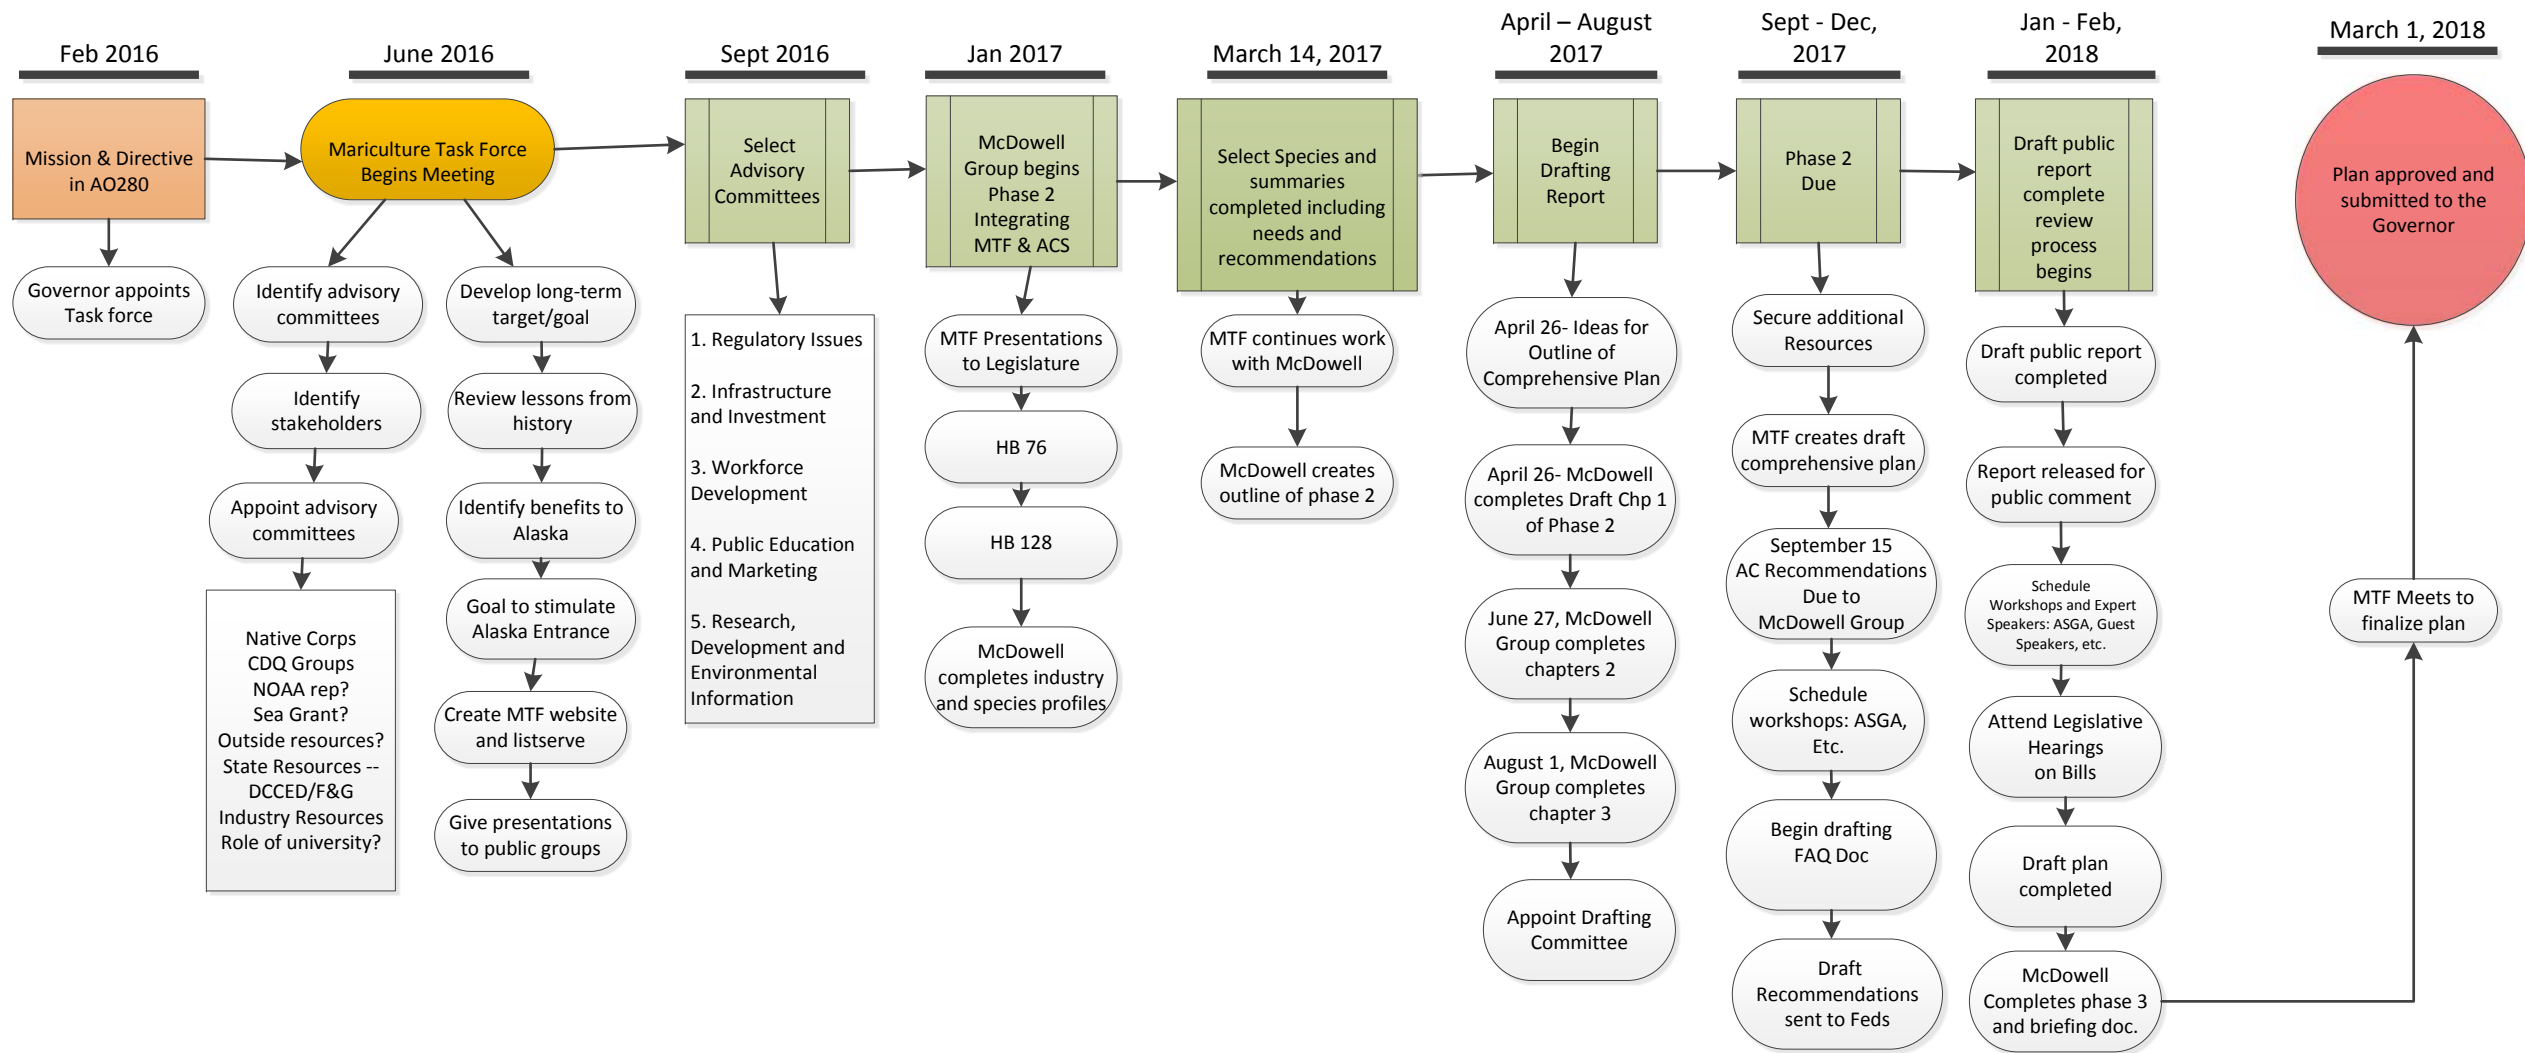 Feb 2016
Mission & Directive
in AO280
Governor appoints
Task force
June 2016
Mariculture Task Force
Begins Meeting
Identify advisory
committees
Identify
stakeholders
Appoint advisory
committees
Native Corps
CDQ Groups
NOAA rep?
Sea Grant?
Outside resources?
State Resources --
DCCED/F&G
Industry Resources
Role of university?
Develop long-term
target/goal
Review lessons from
history
Identify benefits to
Alaska
Goal to stimulate
Alaska Entrance
Create MTF website
and listserve
Give presentations
to public groups
Sept 2016
Select
Advisory
Committees
1. Regulatory Issues
2. Infrastructure
and Investment
3. Workforce
Development
4. Public Education
and Marketing
5. Research,
Development and
Environmental
Information
Jan 2017
McDowell
Group begins
Phase 2
Integrating
MTF & ACS
MTF Presentations
to Legislature
HB 76
HB 128
McDowell
completes industry
and species profiles
March 14, 2017
Select Species and
summaries
completed including
needs and
recommendations
MTF continues work
with McDowell
McDowell creates
outline of phase 2
April – August
2017
Begin
Drafting
Report
April 26- Ideas for
Outline of
Comprehensive Plan
April 26- McDowell
completes Draft Chp 1
of Phase 2
June 27, McDowell
Group completes
chapters 2
August 1, McDowell
Group completes
chapter 3
Appoint Drafting
Committee
Sept - Dec,
2017
Phase 2
Due
Secure additional
Resources
MTF creates draft
comprehensive plan
September 15
AC Recommendations
Due to
McDowell Group
Schedule
workshops: ASGA,
Etc.
Begin drafting
FAQ Doc
Draft
Recommendations
sent to Feds
Jan - Feb,
2018
Draft public
report
complete
review
process
begins
Draft public report
completed
Report released for
public comment
Schedule
Workshops and Expert
Speakers: ASGA, Guest
Speakers, etc.
Attend Legislative
Hearings
on Bills
Draft plan
completed
McDowell
Completes phase 3
and briefing doc.
March 1, 2018
Plan approved and
submitted to the
Governor
MTF Meets to
finalize plan